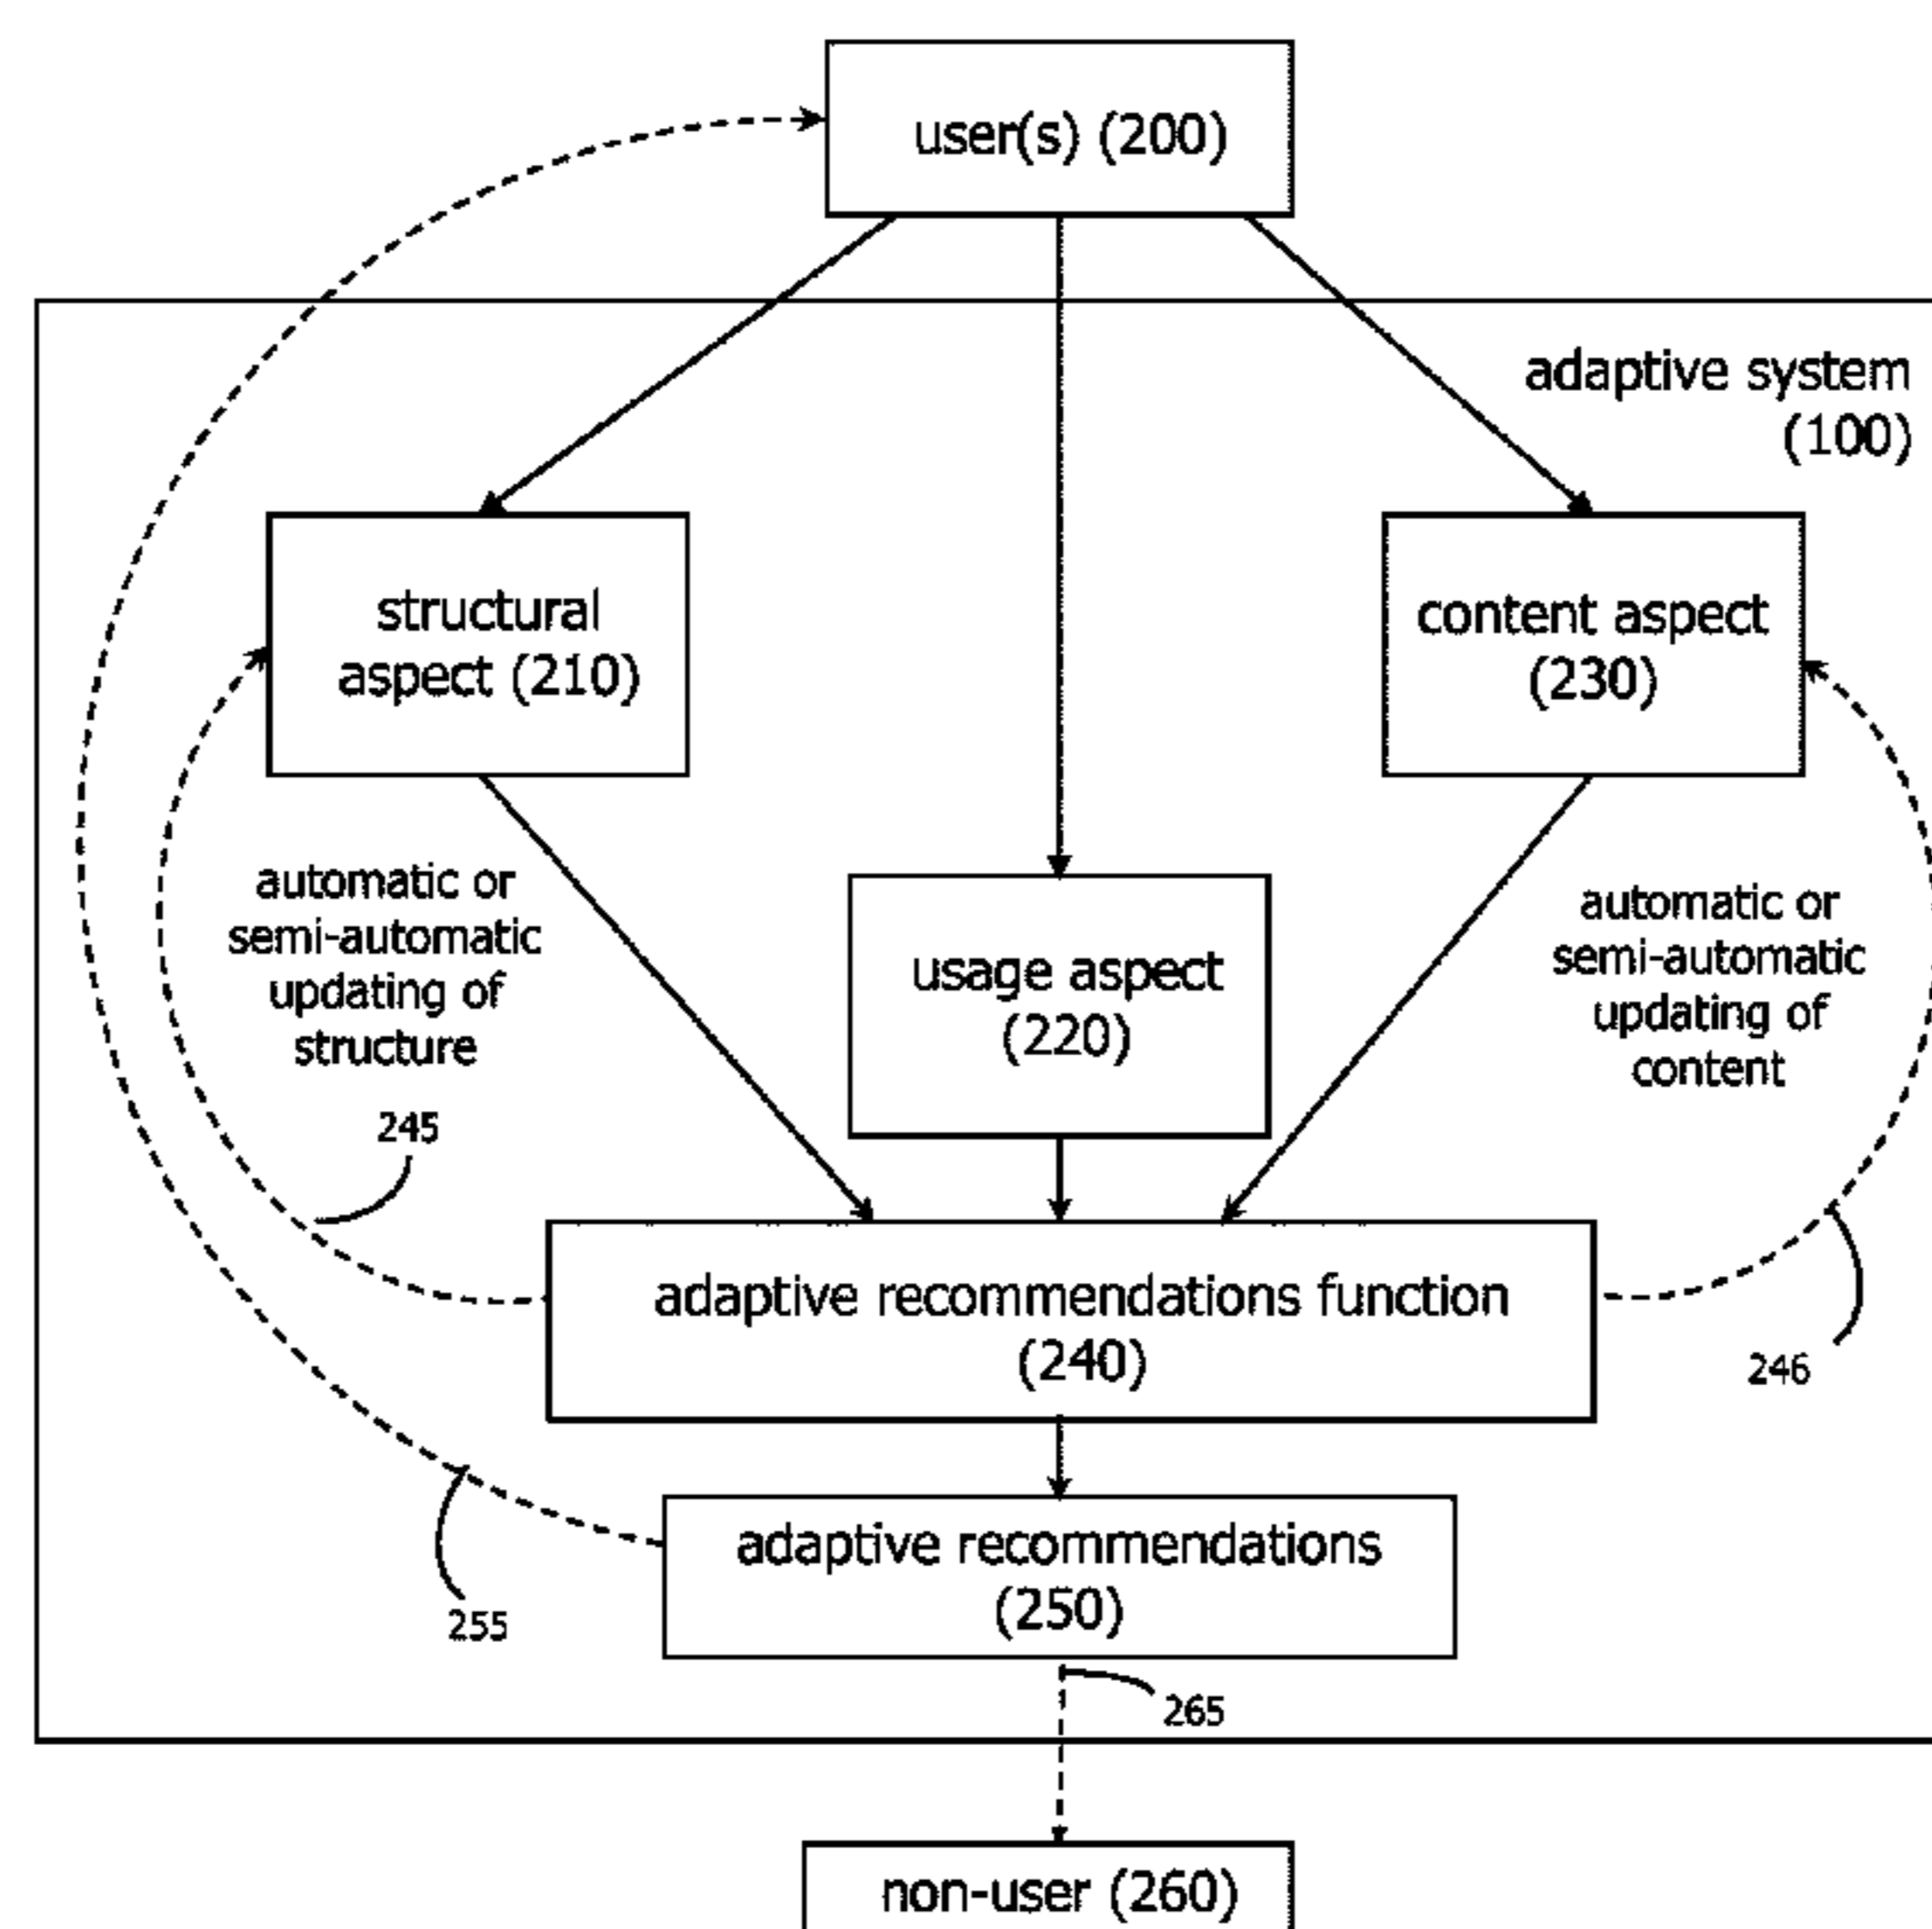 user(s) (200)
adaptive system
(100)
structural
aspect (210)
content aspect
(230)
automatic or
semi-automatic
updating of
structure
usage aspect
(220)
automatic or
semi-automatic
updating of
content
245
adaptive recommendations function
(240)
246
adaptive recommendations
(250)
255
265
non-user (260)